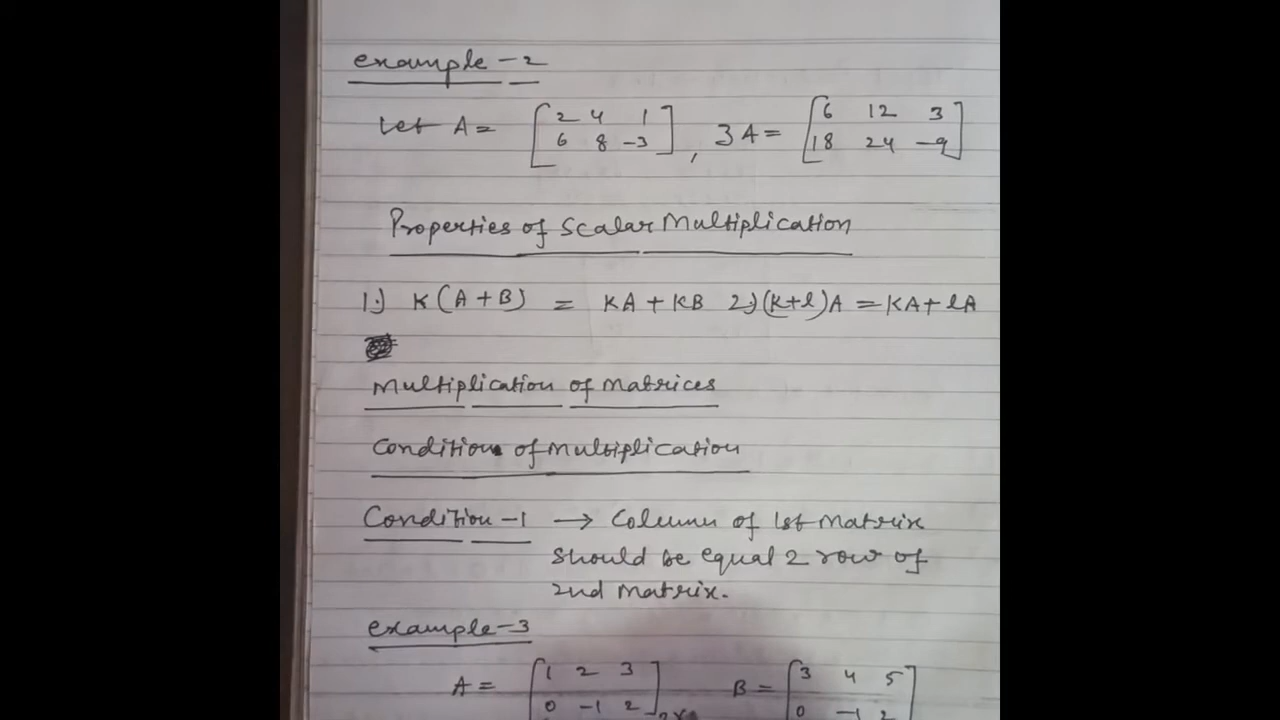 example-2
Let A = [2 4 1
6 8 -3], 3A = [6 12 3
18 24 -9]
Properties of Scalar Multiplication
1.) K(A+B) = KA + KB 2.) (K+l)A = KA + lA
Multiplication of Matrices
Condition of Multiplication
Condition-1 → Column of 1st Matrix
should be equal 2 row of
2nd Matrix.
example-3
A = [1 2 3 B = [3 4 5]
0 -1 2] 0 -1 2